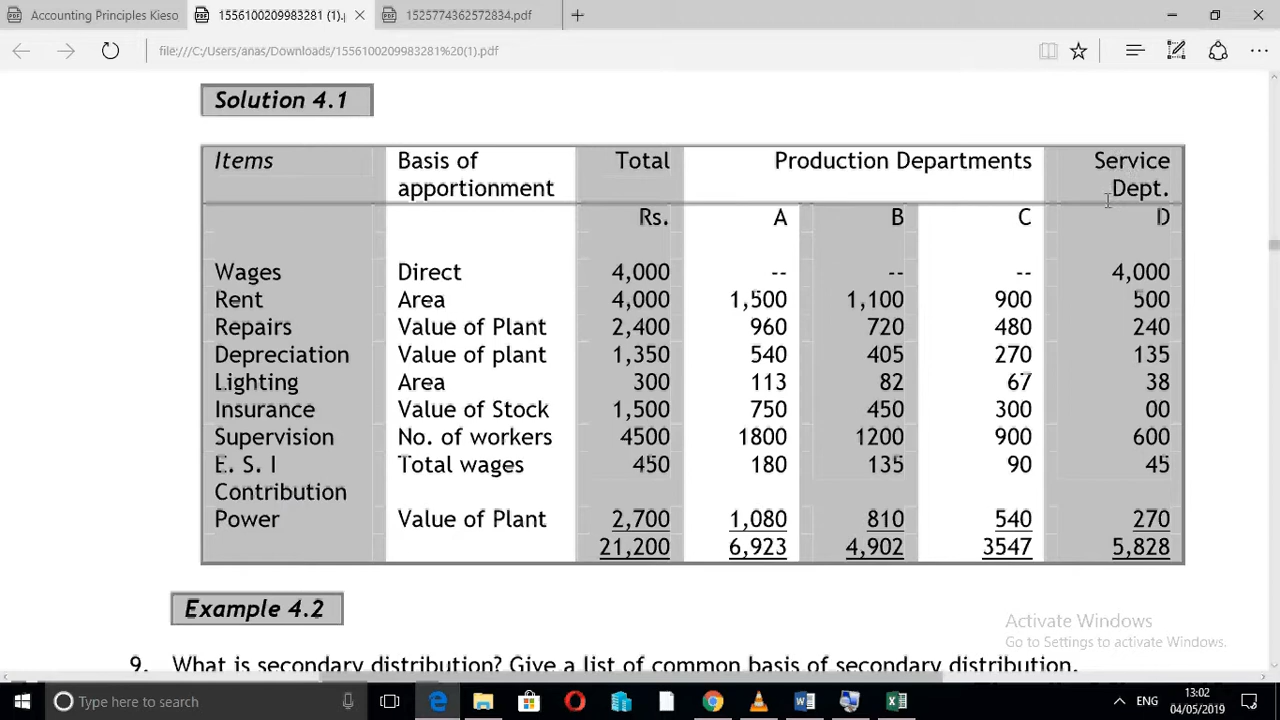 Accounting Principles Kieso
1556100209983281 (1).p
1525774362572834.pdf
file:///C:/Users/anas/Downloads/1556100209983281%20(1).pdf
Solution 4.1
Items Basis of apportionment Total Production Departments Service Dept.
Rs. A B C D
Wages Direct 4,000 -- -- -- 4,000
Rent Area 4,000 1,500 1,100 900 500
Repairs Value of Plant 2,400 960 720 480 240
Depreciation Value of plant 1,350 540 405 270 135
Lighting Area 300 113 82 67 38
Insurance Value of Stock 1,500 750 450 300 00
Supervision No. of workers 4500 1800 1200 900 600
E. S. I Total wages 450 180 135 90 45
Contribution
Power Value of Plant 2,700 1,080 810 540 270
21,200 6,923 4,902 3547 5,828
Example 4.2
9. What is secondary distribution? Give a list of common basis of secondary distribution.
Activate Windows
Go to Settings to activate Windows.
Type here to search
ENG
13:02
04/05/2019